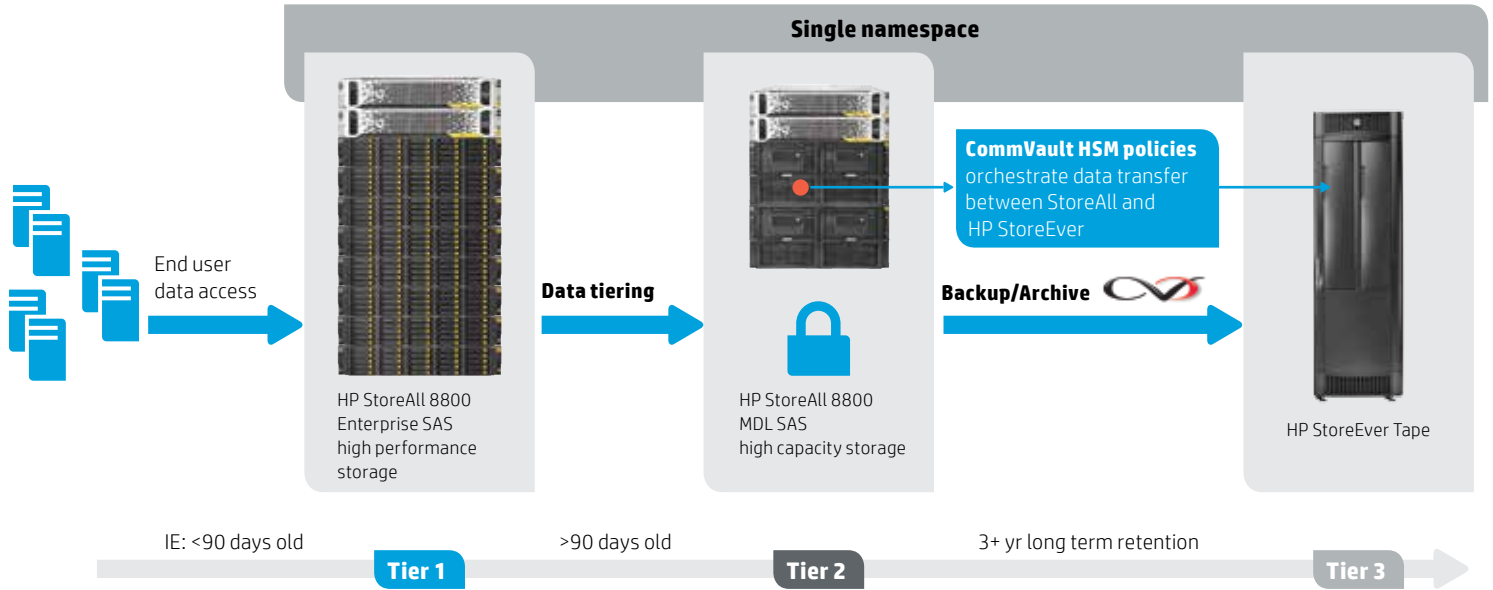 Single namespace
CommVault HSM policies
orchestrate data transfer
between StoreAll and
HP StoreEver
End user
data access
Data tiering
Backup/Archive
HP StoreAll 8800
Enterprise SAS
high performance
storage
HP StoreAll 8800
MDL SAS
high capacity storage
HP StoreEver Tape
IE: <90 days old
>90 days old
3+ yr long term retention
Tier 1
Tier 2
Tier 3